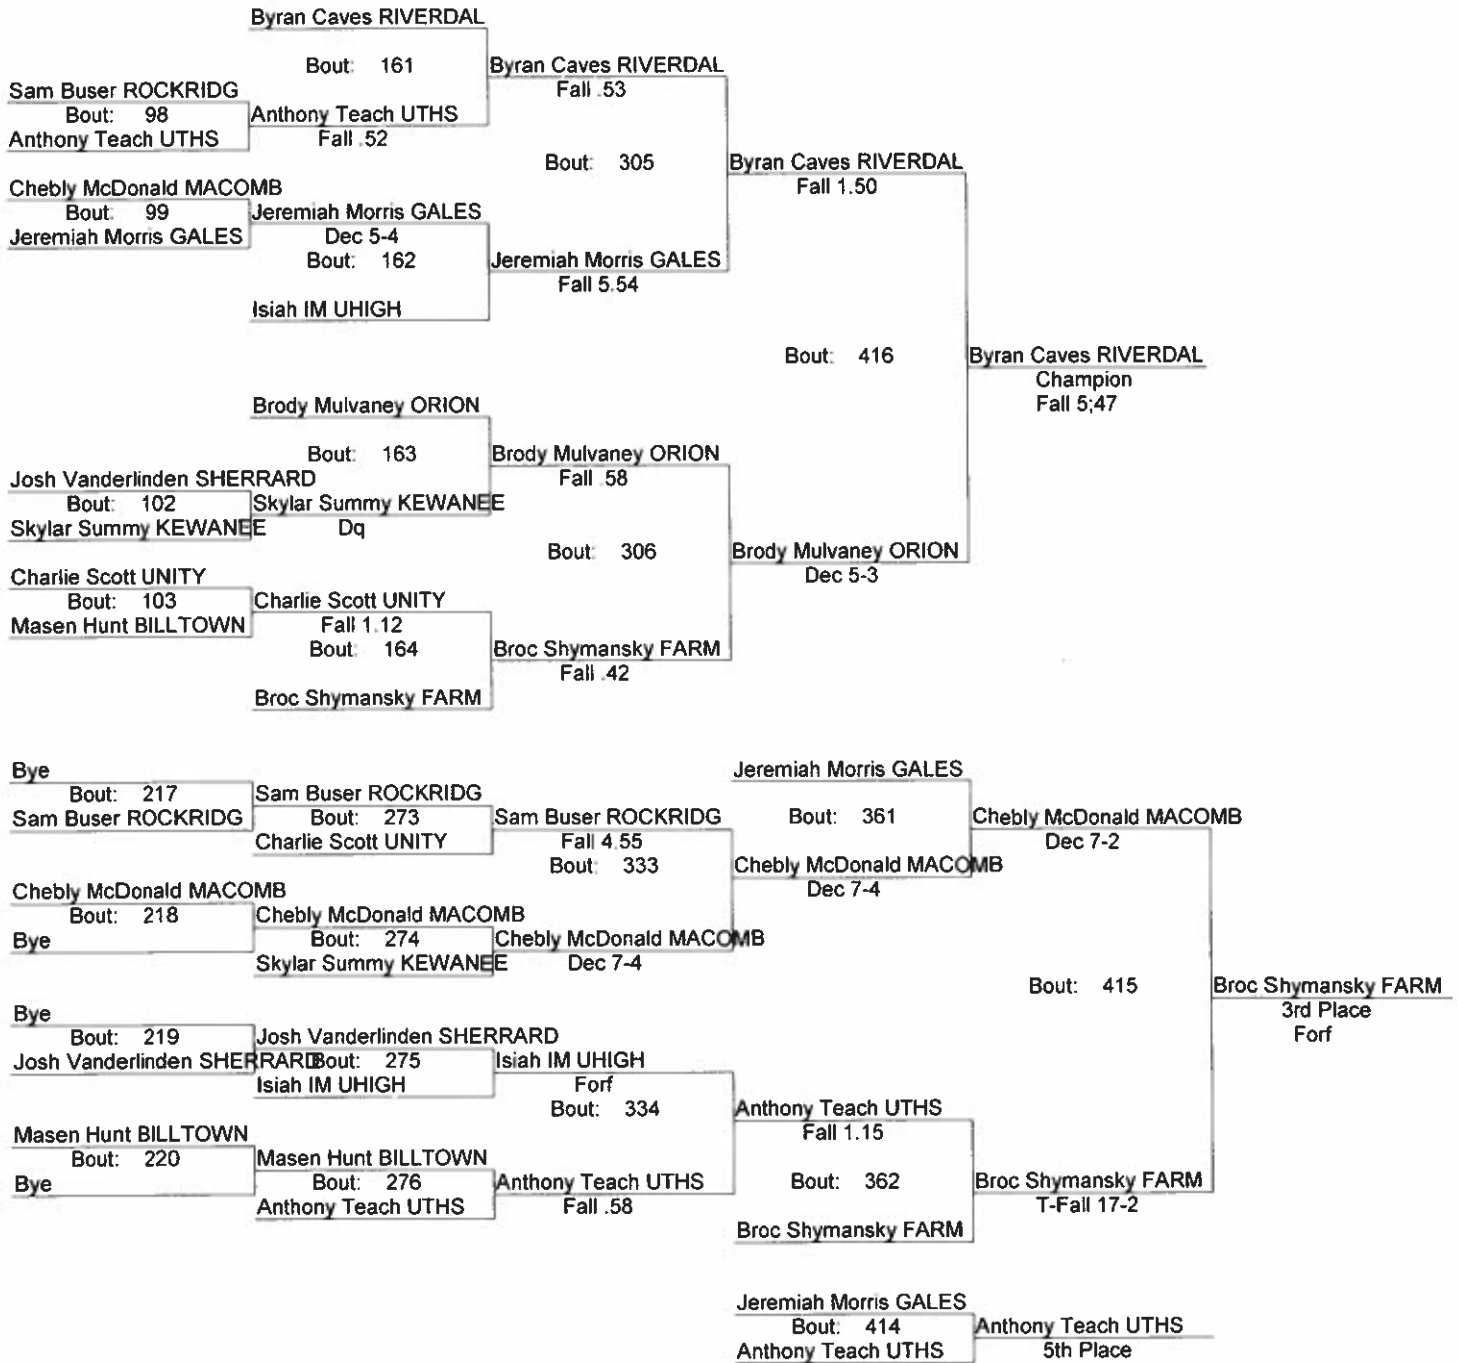 Byran Caves RIVERDAL
Bout: 161
Byran Caves RIVERDAL
Fall .53
Sam Buser ROCKRIDG
Bout: 98
Anthony Teach UTHS
Anthony Teach UTHS
Fall .52
Bout: 305
Byran Caves RIVERDAL
Fall 1.50
Chebly McDonald MACOMB
Bout: 99
Jeremiah Morris GALES
Jeremiah Morris GALES
Dec 5-4
Bout: 162
Jeremiah Morris GALES
Fall 5.54
Isiah IM UHIGH
Bout: 416
Byran Caves RIVERDAL
Champion
Fall 5;47
Brody Mulvaney ORION
Bout: 163
Brody Mulvaney ORION
Fall .58
Josh Vanderlinden SHERRARD
Bout: 102
Skylar Summy KEWANEE
Skylar Summy KEWANEE
Dq
Bout: 306
Brody Mulvaney ORION
Dec 5-3
Charlie Scott UNITY
Bout: 103
Masen Hunt BILLTOWN
Charlie Scott UNITY
Fall 1.12
Bout: 164
Broc Shymansky FARM
Fall .42
Broc Shymansky FARM
Bye
Bout: 217
Sam Buser ROCKRIDG
Sam Buser ROCKRIDG
Bout: 273
Charlie Scott UNITY
Sam Buser ROCKRIDG
Fall 4.55
Bout: 333
Jeremiah Morris GALES
Bout: 361
Chebly McDonald MACOMB
Dec 7-4
Chebly McDonald MACOMB
Dec 7-2
Chebly McDonald MACOMB
Bout: 218
Bye
Chebly McDonald MACOMB
Bout: 274
Skylar Summy KEWANEE
Chebly McDonald MACOMB
Dec 7-4
Bout: 415
Broc Shymansky FARM
3rd Place
Forf
Bye
Bout: 219
Josh Vanderlinden SHERRARD
Josh Vanderlinden SHERRARD
Bout: 275
Isiah IM UHIGH
Isiah IM UHIGH
Forf
Bout: 334
Anthony Teach UTHS
Fall 1.15
Masen Hunt BILLTOWN
Bout: 220
Bye
Masen Hunt BILLTOWN
Bout: 276
Anthony Teach UTHS
Anthony Teach UTHS
Fall .58
Bout: 362
Broc Shymansky FARM
T-Fall 17-2
Broc Shymansky FARM
Jeremiah Morris GALES
Bout: 414
Anthony Teach UTHS
Anthony Teach UTHS
5th Place